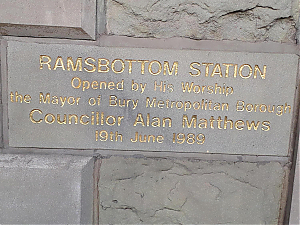 RAMSBOTTOM STATION
Opened by His Worship
the Mayor of Bury Metropolitan Borough
Councillor Alan Matthews
19th June 1989